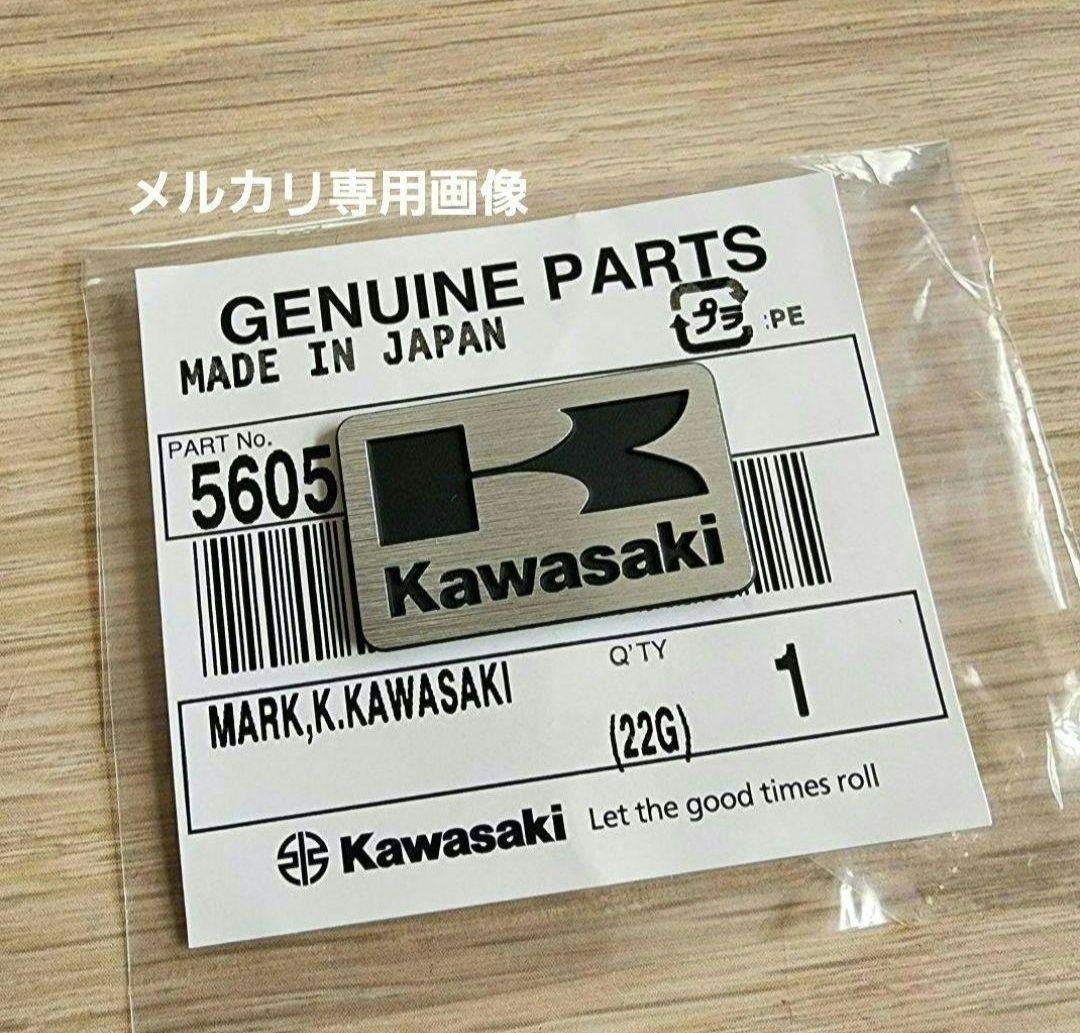 メルカリ専用画像
GENUINE PARTS
MADE IN JAPAN
プラ :PE
PART No.
5605
Kawasaki
Q'TY
MARK,K.KAWASAKI
1
(22G)
Kawasaki Let the good times roll